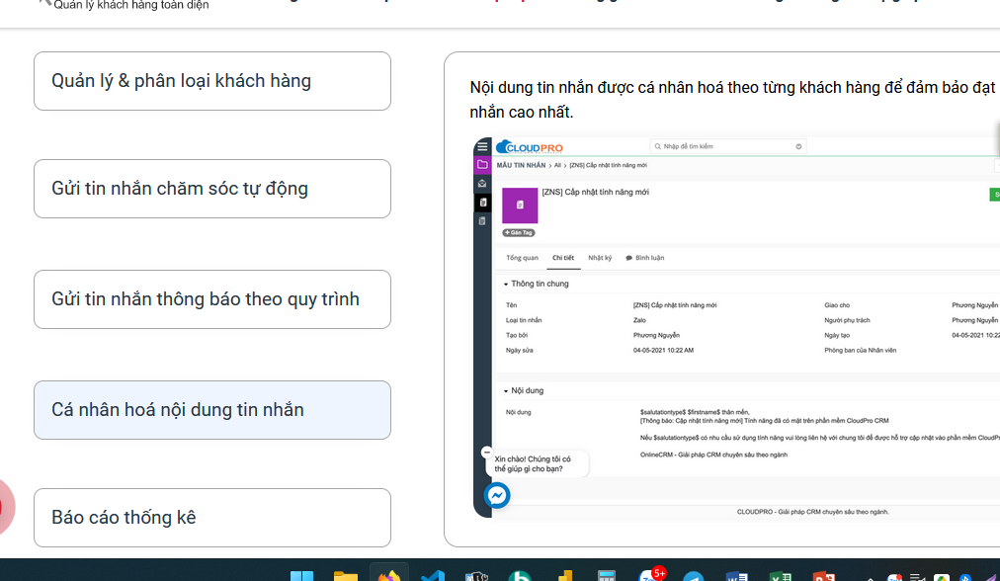 Quản lý khách hàng toàn diện
Quản lý & phân loại khách hàng
Gửi tin nhắn chăm sóc tự động
Gửi tin nhắn thông báo theo quy trình
Cá nhân hoá nội dung tin nhắn
Báo cáo thống kê
Nội dung tin nhắn được cá nhân hoá theo từng khách hàng để đảm bảo đạt
nhắn cao nhất.
CLOUDPRO
Nhập để tìm kiếm
MẪU TIN NHẮN > All > [ZNS] Cập nhật tính năng mới
[ZNS] Cập nhật tính năng mới
+ Gắn Tag
Tổng quan Chi tiết Nhật ký Bình luận
Thông tin chung
Tên [ZNS] Cập nhật tính năng mới Giao cho Phương Nguyễn
Loại tin nhắn Zalo Người phụ trách Phương Nguyễn
Tạo bởi Phương Nguyễn Ngày tạo 04-05-2021 10:22
Ngày sửa 04-05-2021 10:22 AM Phòng ban của Nhân viên
Nội dung
Nội dung $salutationtype$ $firstname$ thân mến,
[Thông báo: Cập nhật tính năng mới] Tính năng đã có mặt trên phần mềm CloudPro CRM
Nếu $salutationtype$ có nhu cầu sử dụng tính năng vui lòng liên hệ với chúng tôi để được hỗ trợ cập nhật vào phần mềm CloudPr
OnlineCRM - Giải pháp CRM chuyên sâu theo ngành
Xin chào! Chúng tôi có
thể giúp gì cho bạn?
CLOUDPRO - Giải pháp CRM chuyên sâu theo ngành.
5+